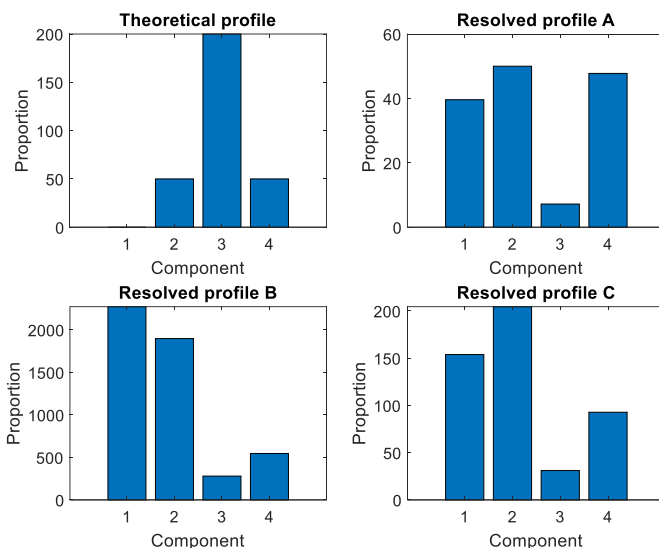 Theoretical profile
200
150
100
50
0
Proportion
1 2 3 4
Component
Resolved profile A
60
40
20
0
Proportion
1 2 3 4
Component
Resolved profile B
2000
1500
1000
500
0
Proportion
1 2 3 4
Component
Resolved profile C
200
150
100
50
0
Proportion
1 2 3 4
Component